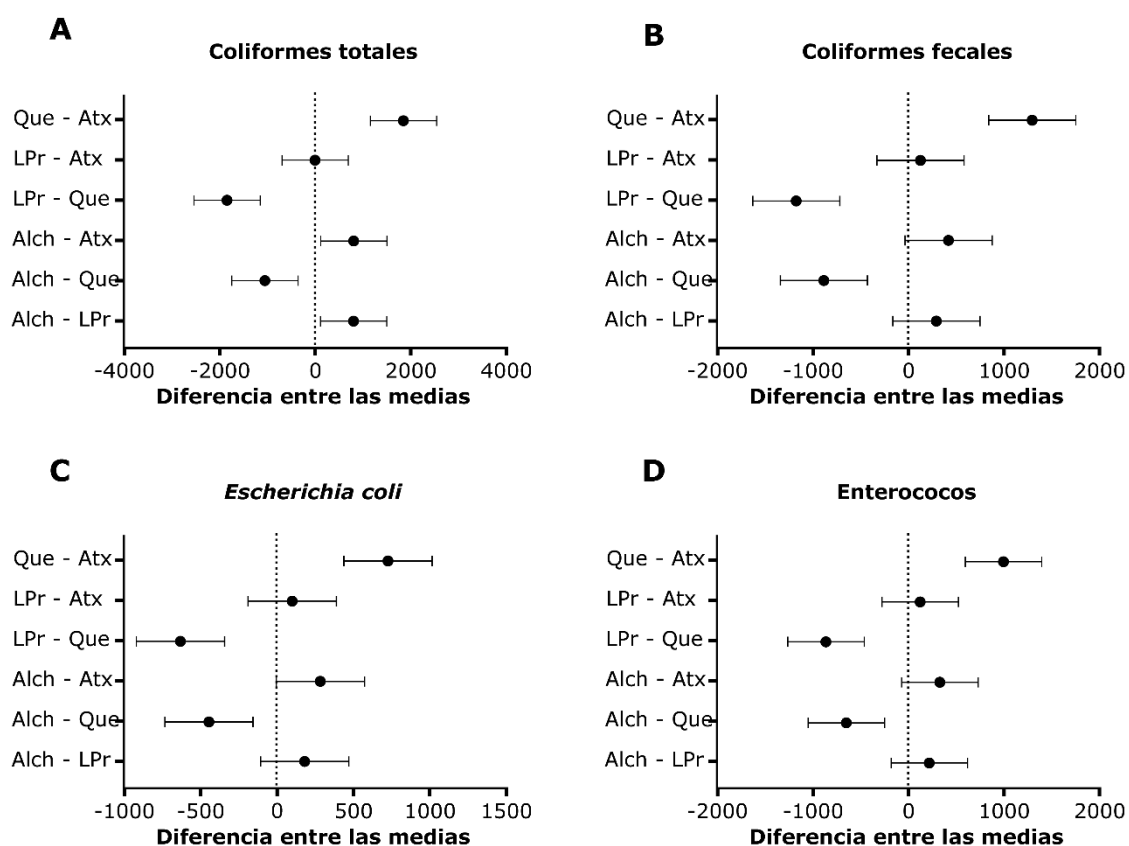 A
Coliformes totales
Que - Atx
LPr - Atx
LPr - Que
Alch - Atx
Alch - Que
Alch - LPr
-4000 -2000 0 2000 4000
Diferencia entre las medias
B
Coliformes fecales
Que - Atx
LPr - Atx
LPr - Que
Alch - Atx
Alch - Que
Alch - LPr
-2000 -1000 0 1000 2000
Diferencia entre las medias
C
Escherichia coli
Que - Atx
LPr - Atx
LPr - Que
Alch - Atx
Alch - Que
Alch - LPr
-1000 -500 0 500 1000 1500
Diferencia entre las medias
D
Enterococos
Que - Atx
LPr - Atx
LPr - Que
Alch - Atx
Alch - Que
Alch - LPr
-2000 -1000 0 1000 2000
Diferencia entre las medias